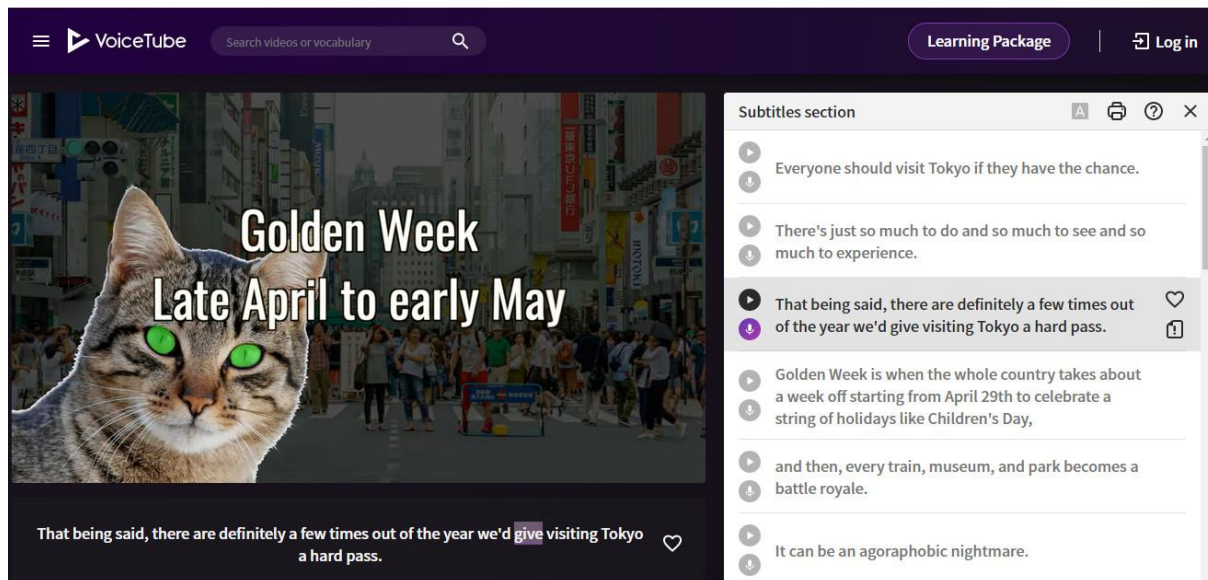 VoiceTube
Search videos or vocabulary
Learning Package
Log in
Golden Week
Late April to early May
That being said, there are definitely a few times out of the year we'd give visiting Tokyo
a hard pass.
Subtitles section
A
Everyone should visit Tokyo if they have the chance.
There's just so much to do and so much to see and so
much to experience.
That being said, there are definitely a few times out
of the year we'd give visiting Tokyo a hard pass.
Golden Week is when the whole country takes about
a week off starting from April 29th to celebrate a
string of holidays like Children's Day,
and then, every train, museum, and park becomes a
battle royale.
It can be an agoraphobic nightmare.